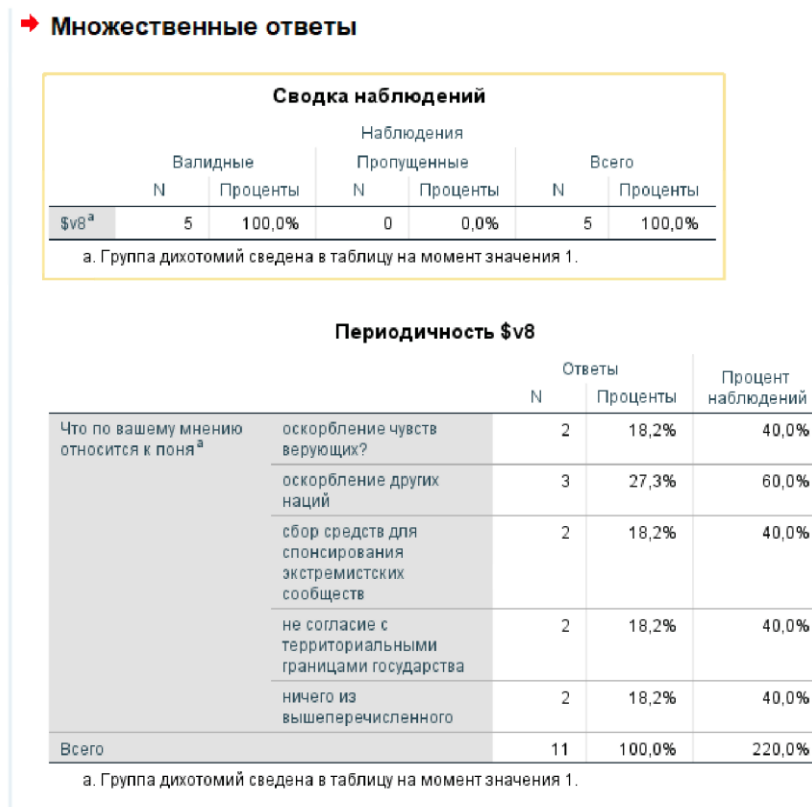 Множественные ответы
Сводка наблюдений
Наблюдения
Валидные Пропущенные Всего
N Проценты N Проценты N Проценты
$v8a 5 100,0% 0 0,0% 5 100,0%
a. Группа дихотомий сведена в таблицу на момент значения 1.
Периодичность $v8
Ответы Процент наблюдений
N Проценты
Что по вашему мнению относится к поняa
оскорбление чувств
верующих? 2 18,2% 40,0%
оскорбление других
наций 3 27,3% 60,0%
сбор средств для
спонсирования
экстремистских
сообществ 2 18,2% 40,0%
не согласие с
территориальными
границами государства 2 18,2% 40,0%
ничего из
вышеперечисленного 2 18,2% 40,0%
Всего 11 100,0% 220,0%
a. Группа дихотомий сведена в таблицу на момент значения 1.